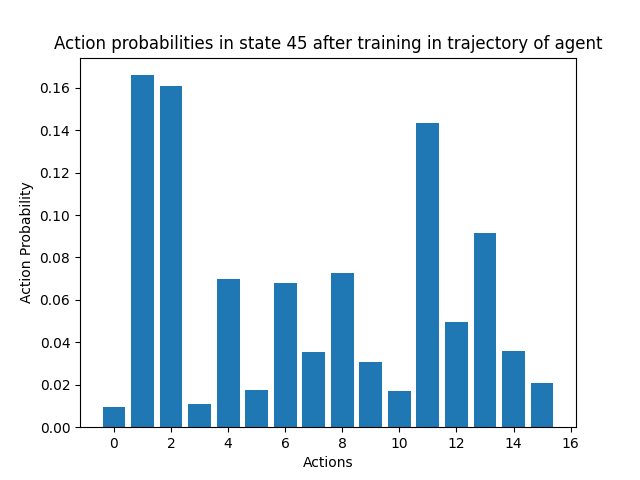 Action probabilities in state 45 after training in trajectory of agent
0.16
0.14
0.12
0.10
0.08
0.06
0.04
0.02
0.00
Action Probability
0 2 4 6 8 10 12 14 16
Actions